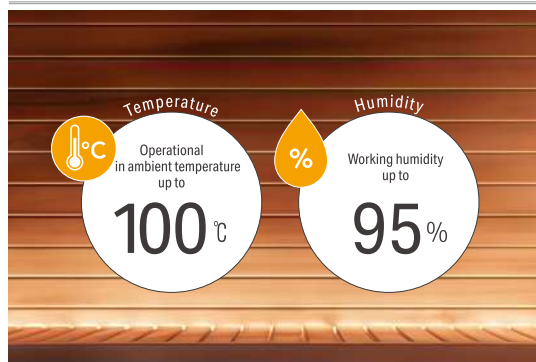 Temperature
°C
Operational
in ambient temperature
up to
100 ℃
Humidity
%
Working humidity
up to
95 %